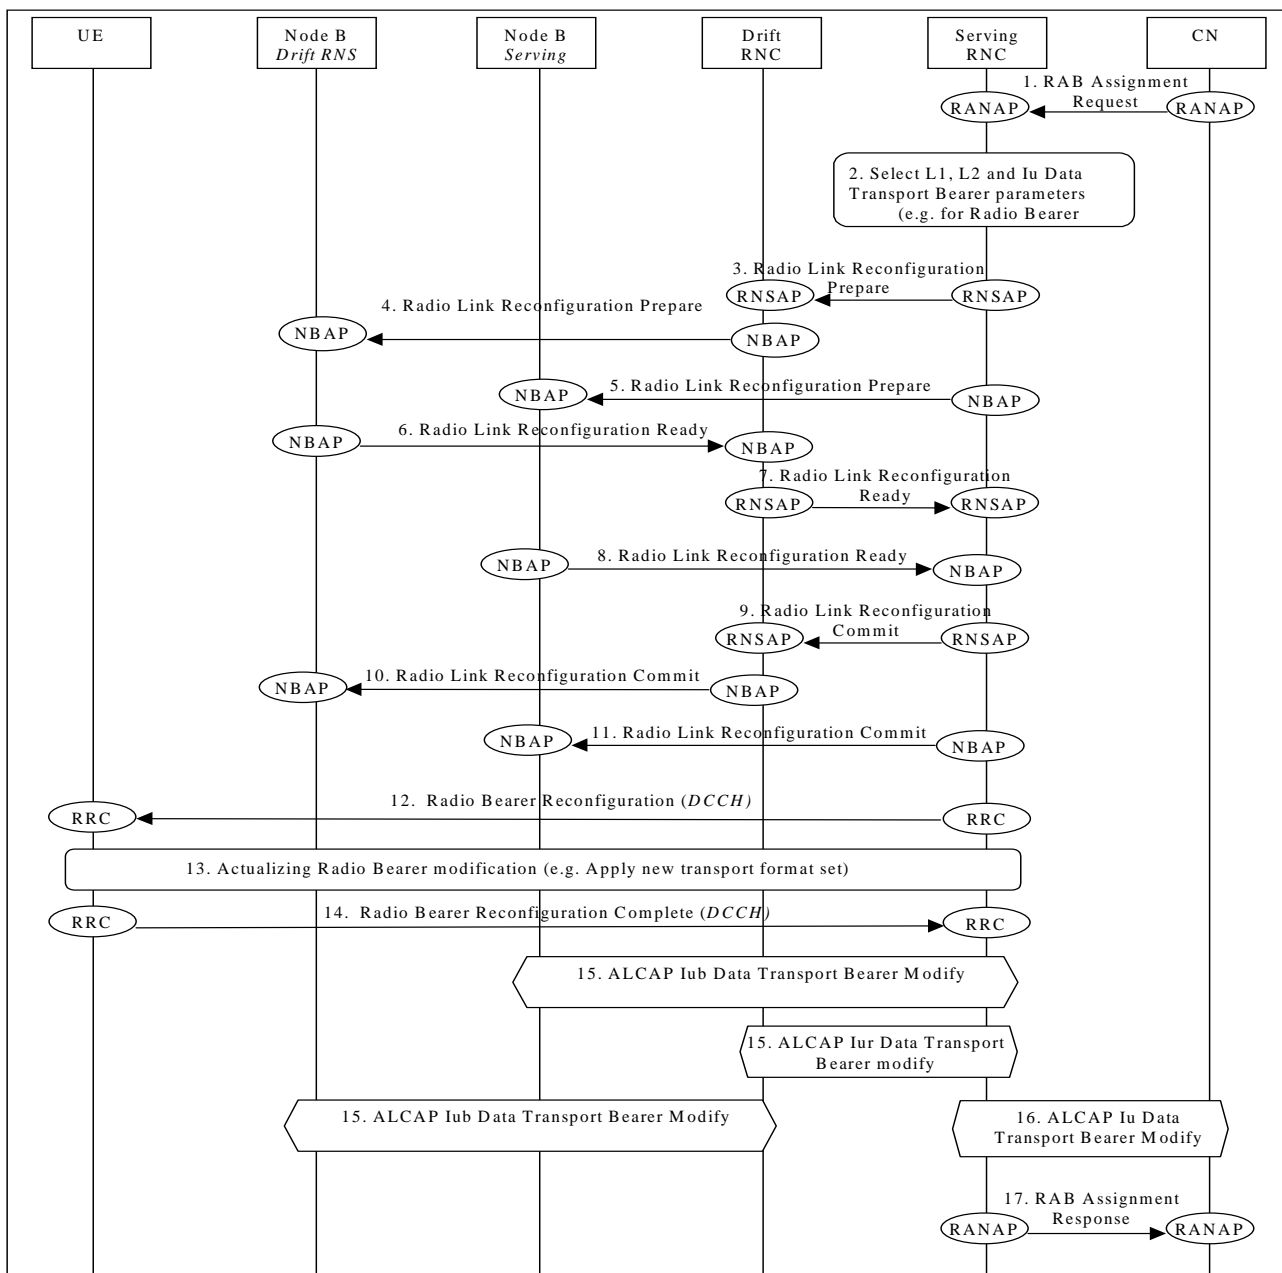 UE
Node B
Drift RNS
Node B
Serving
Drift
RNC
Serving
RNC
CN
1. RAB Assignment
Request
RANAP
RANAP
2. Select L1, L2 and Iu Data
Transport Bearer parameters
(e.g. for Radio Bearer
3. Radio Link Reconfiguration
Prepare
RNSAP
RNSAP
4. Radio Link Reconfiguration Prepare
NBAP
NBAP
5. Radio Link Reconfiguration Prepare
NBAP
NBAP
6. Radio Link Reconfiguration Ready
NBAP
NBAP
7. Radio Link Reconfiguration
Ready
RNSAP
RNSAP
8. Radio Link Reconfiguration Ready
NBAP
NBAP
9. Radio Link Reconfiguration
Commit
RNSAP
RNSAP
10. Radio Link Reconfiguration Commit
NBAP
NBAP
11. Radio Link Reconfiguration Commit
NBAP
NBAP
12. Radio Bearer Reconfiguration (DCCH)
RRC
RRC
13. Actualizing Radio Bearer modification (e.g. Apply new transport format set)
14. Radio Bearer Reconfiguration Complete (DCCH)
RRC
RRC
15. ALCAP Iub Data Transport Bearer Modify
15. ALCAP Iur Data Transport
Bearer modify
15. ALCAP Iub Data Transport Bearer Modify
16. ALCAP Iu Data
Transport Bearer Modify
17. RAB Assignment
Response
RANAP
RANAP